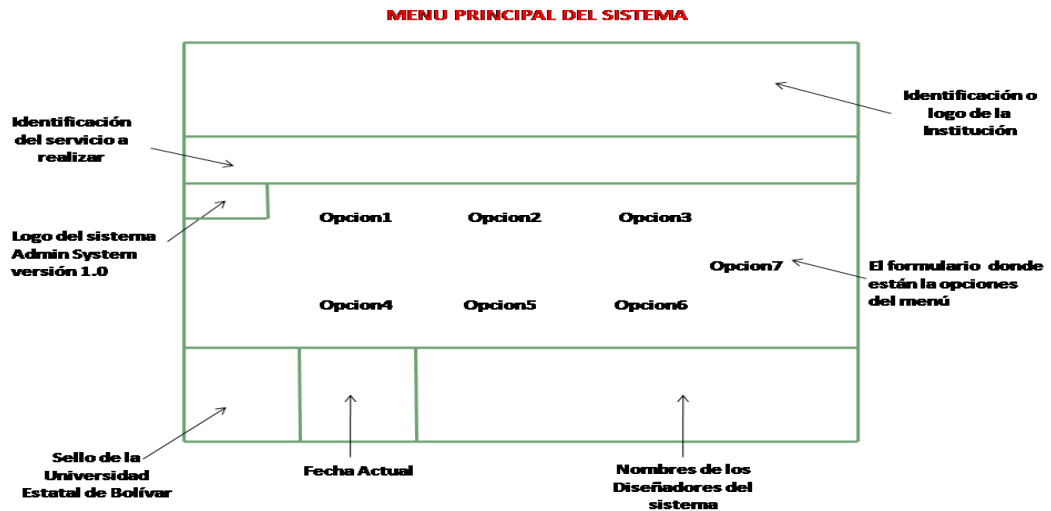 MENU PRINCIPAL DEL SISTEMA
Identificación o
logo de la
Institución
Identificación
del servicio a
realizar
Opcion1 Opcion2 Opcion3
Logo del sistema
Admin System
versión 1.0
Opcion7
El formulario donde
están la opciones
del menú
Opcion4 Opcion5 Opcion6
Sello de la
Universidad
Estatal de Bolívar
Fecha Actual
Nombres de los
Diseñadores del
sistema